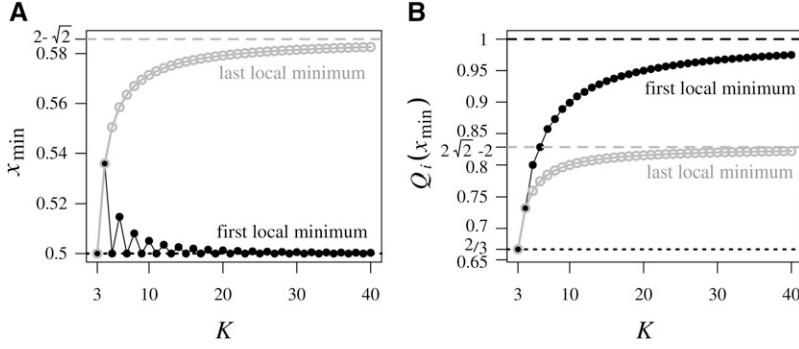 A
B
2-√2
0.58
0.56
0.54
0.52
0.5
x_min
last local minimum
first local minimum
3
10
20
30
40
K
1
0.95
0.9
0.85
2√2-2
0.8
0.75
0.7
2/3
0.65
Q_i(x_min)
first local minimum
last local minimum
3
10
20
30
40
K